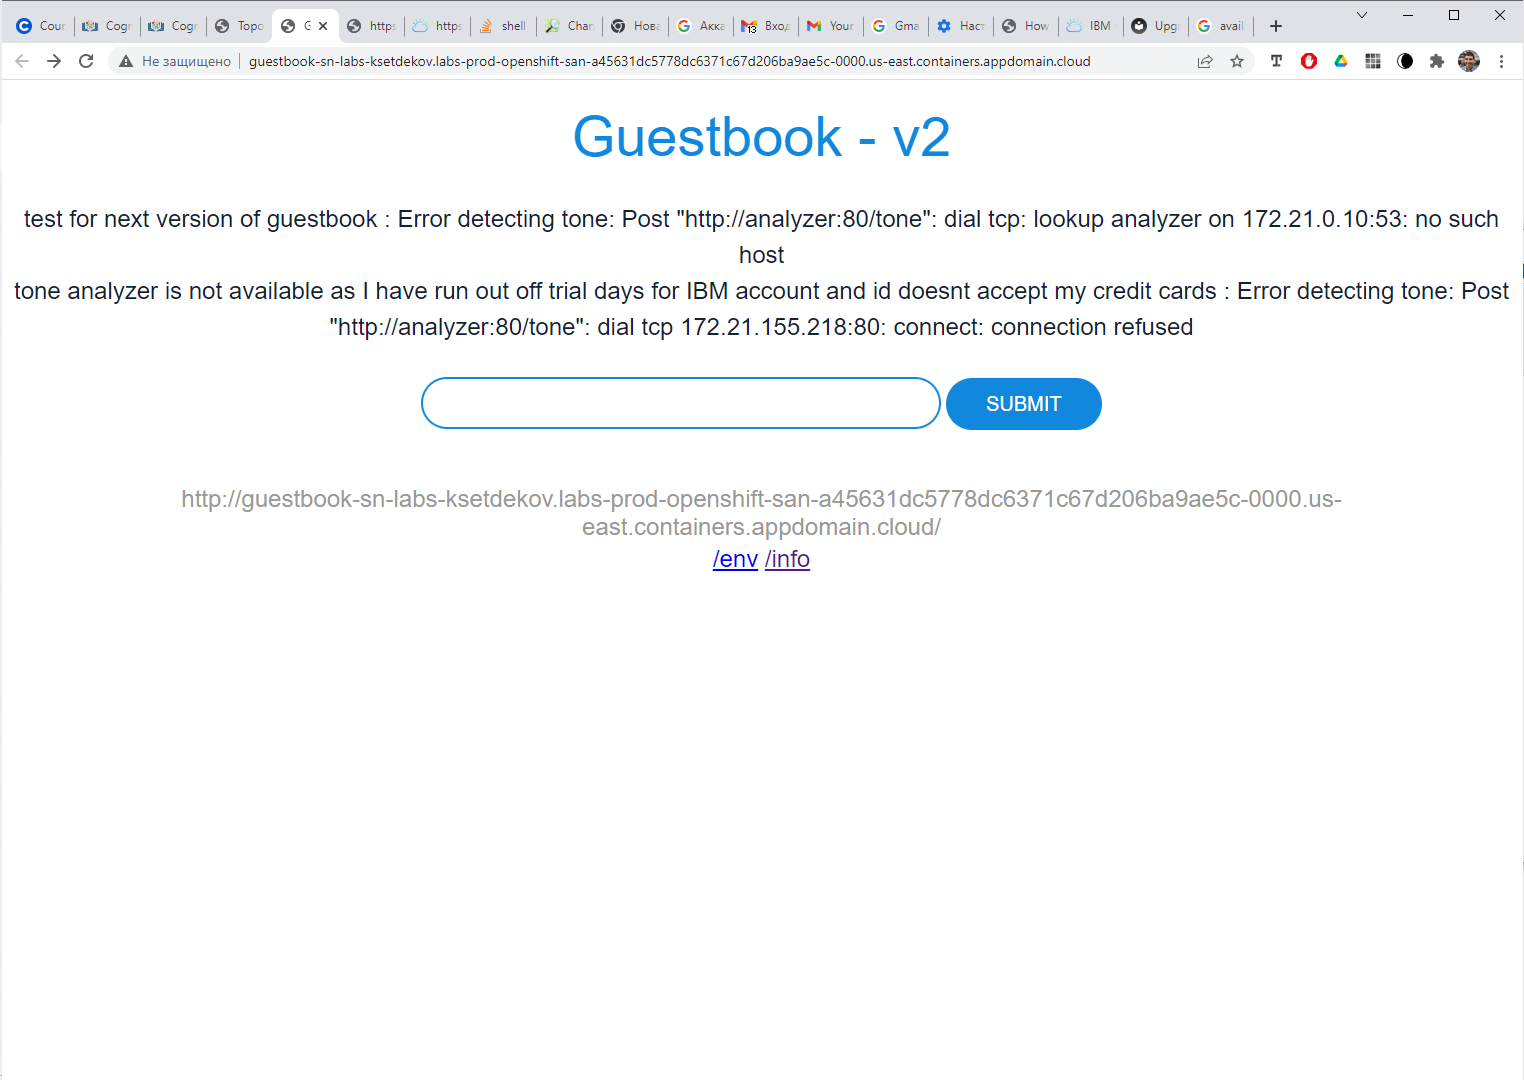 Cour
Cogn
Cogn
Topo
G
https
https
shell
Chan
Нова
Акка
Вход
Your
Gma
Наст
How
IBM
Upg
avail
Не защищено guestbook-sn-labs-ksetdekov.labs-prod-openshift-san-a45631dc5778dc6371c67d206ba9ae5c-0000.us-east.containers.appdomain.cloud
Guestbook - v2
test for next version of guestbook : Error detecting tone: Post "http://analyzer:80/tone": dial tcp: lookup analyzer on 172.21.0.10:53: no such
host
tone analyzer is not available as I have run out off trial days for IBM account and id doesnt accept my credit cards : Error detecting tone: Post
"http://analyzer:80/tone": dial tcp 172.21.155.218:80: connect: connection refused
SUBMIT
http://guestbook-sn-labs-ksetdekov.labs-prod-openshift-san-a45631dc5778dc6371c67d206ba9ae5c-0000.us-
east.containers.appdomain.cloud/
/env /info